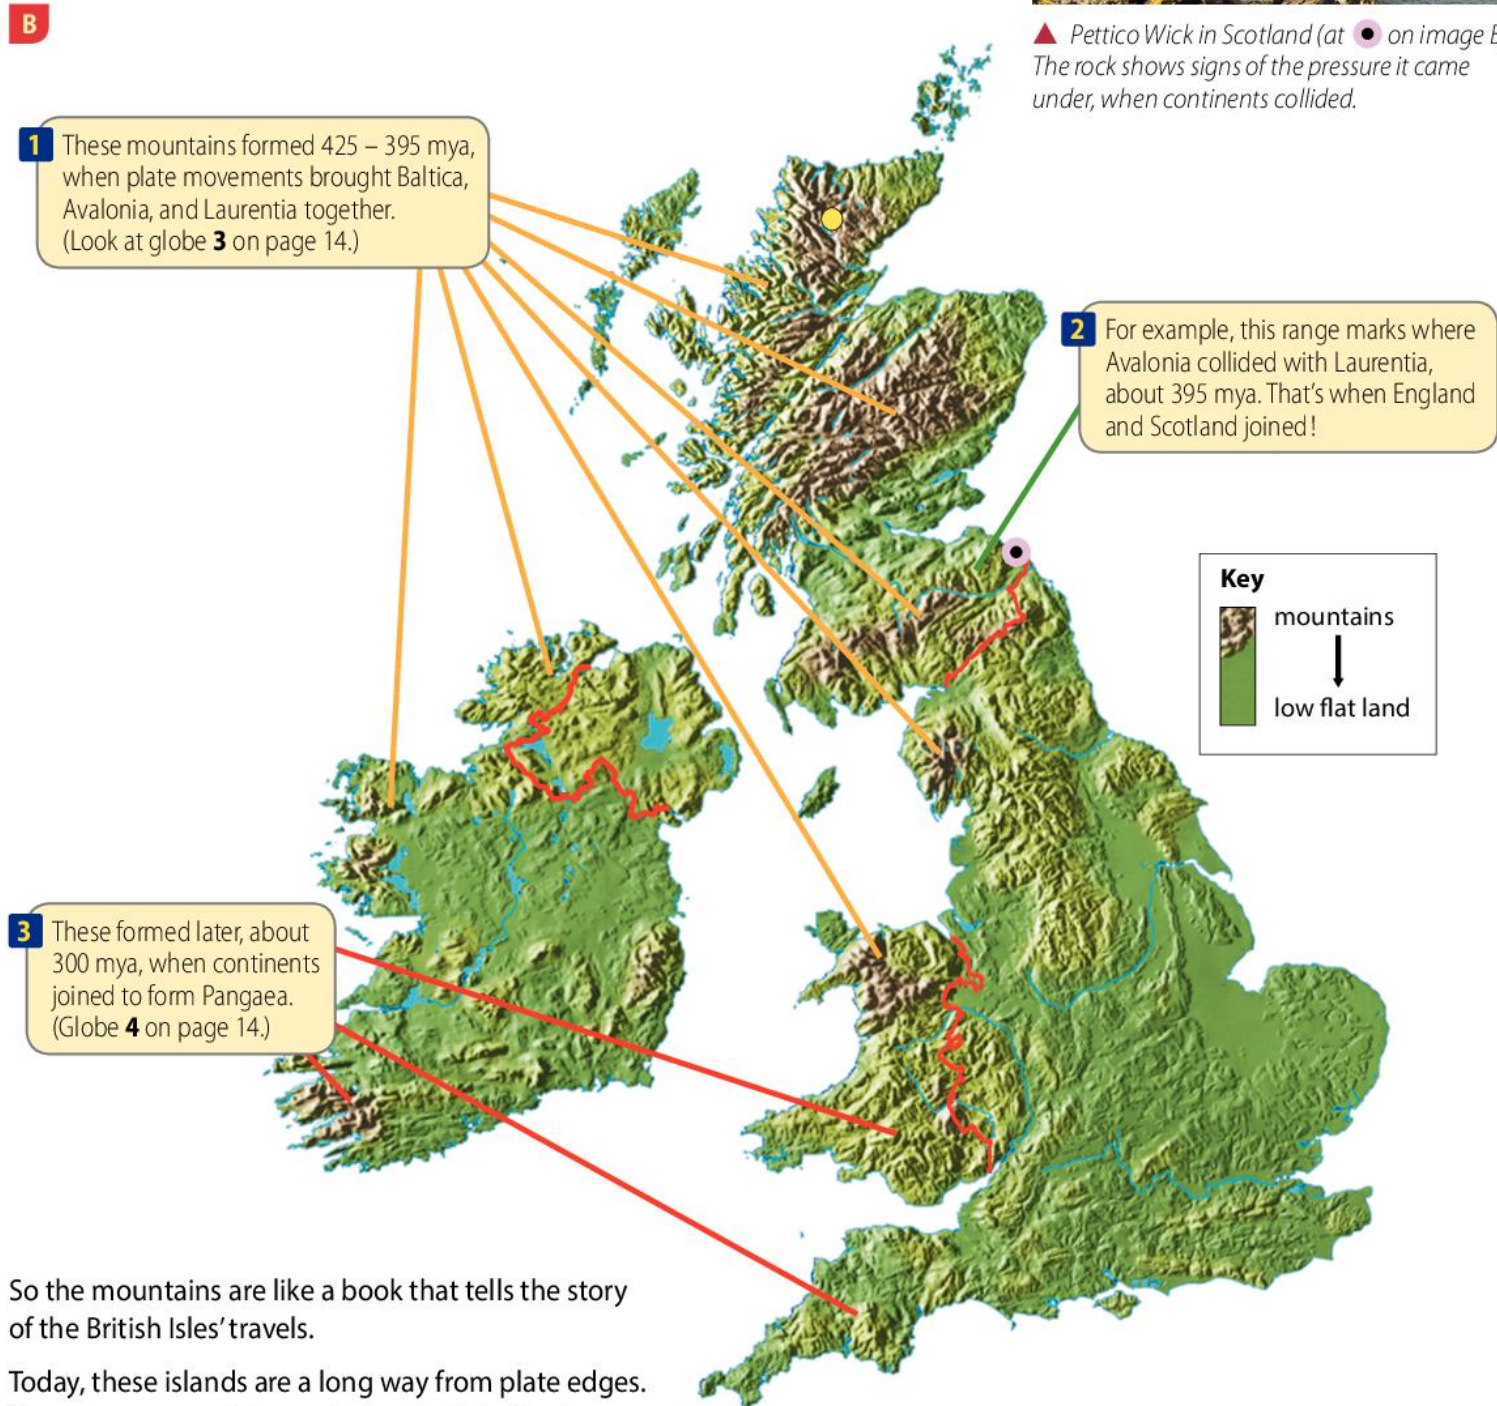 B
▲ Pettico Wick in Scotland (at on image
The rock shows signs of the pressure it came
under, when continents collided.
1 These mountains formed 425 – 395 mya,
when plate movements brought Baltica,
Avalonia, and Laurentia together.
(Look at globe 3 on page 14.)
2 For example, this range marks where
Avalonia collided with Laurentia,
about 395 mya. That's when England
and Scotland joined!
Key
mountains
low flat land
3 These formed later, about
300 mya, when continents
joined to form Pangaea.
(Globe 4 on page 14.)
So the mountains are like a book that tells the story
of the British Isles' travels.
Today, these islands are a long way from plate edges.